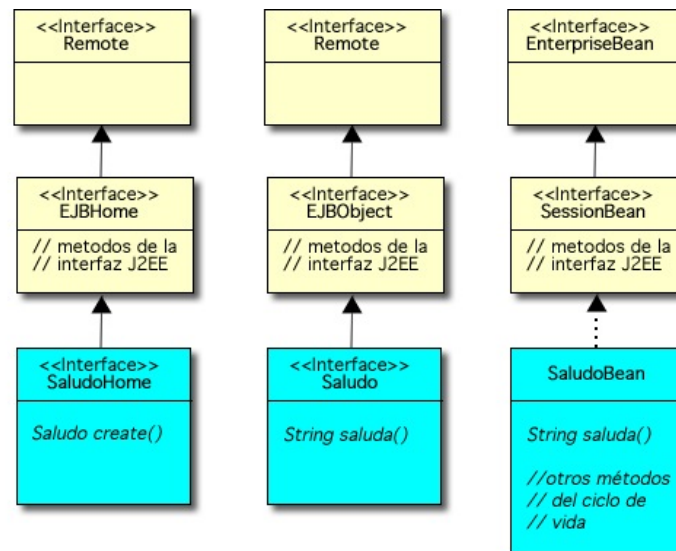 <<Interface>>
Remote
<<Interface>>
EJBHome
// metodos de la
// interfaz J2EE
<<Interface>>
SaludoHome
Saludo create()
<<Interface>>
Remote
<<Interface>>
EJBObject
// metodos de la
// interfaz J2EE
<<Interface>>
Saludo
String saluda()
<<Interface>>
EnterpriseBean
<<Interface>>
SessionBean
// metodos de la
// interfaz J2EE
SaludoBean
String saluda()
//otros métodos
// del ciclo de
// vida